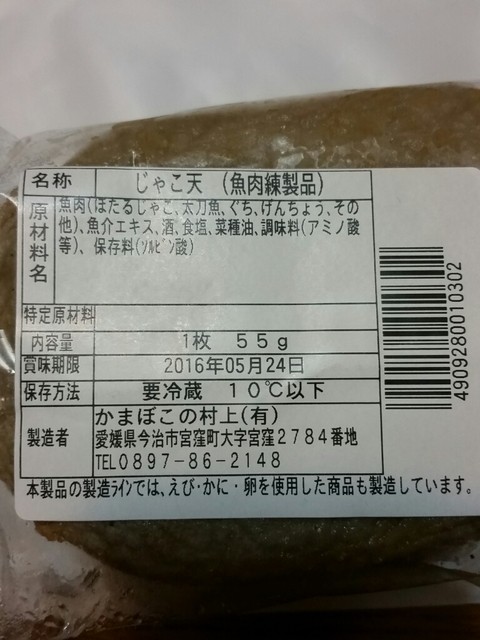 名称 じゃこ天 (魚肉練製品)
原材料名 魚肉(ほたるじゃこ、太刀魚、ぐち、げんちょう、その
他)、魚介エキス、酒、食塩、菜種油、調味料(アミノ酸
等)、保存料(ｿﾙﾋﾞﾝ酸)
特定原材料
内容量 1枚 55g
賞味期限 2016年05月24日
保存方法 要冷蔵 10℃以下
製造者 かまぼこの村上(有)
愛媛県今治市宮窪町大字宮窪2784番地
TEL0897-86-2148
本製品の製造ﾗｲﾝでは、えび・かに・卵を使用した商品も製造しています。
4909280010302